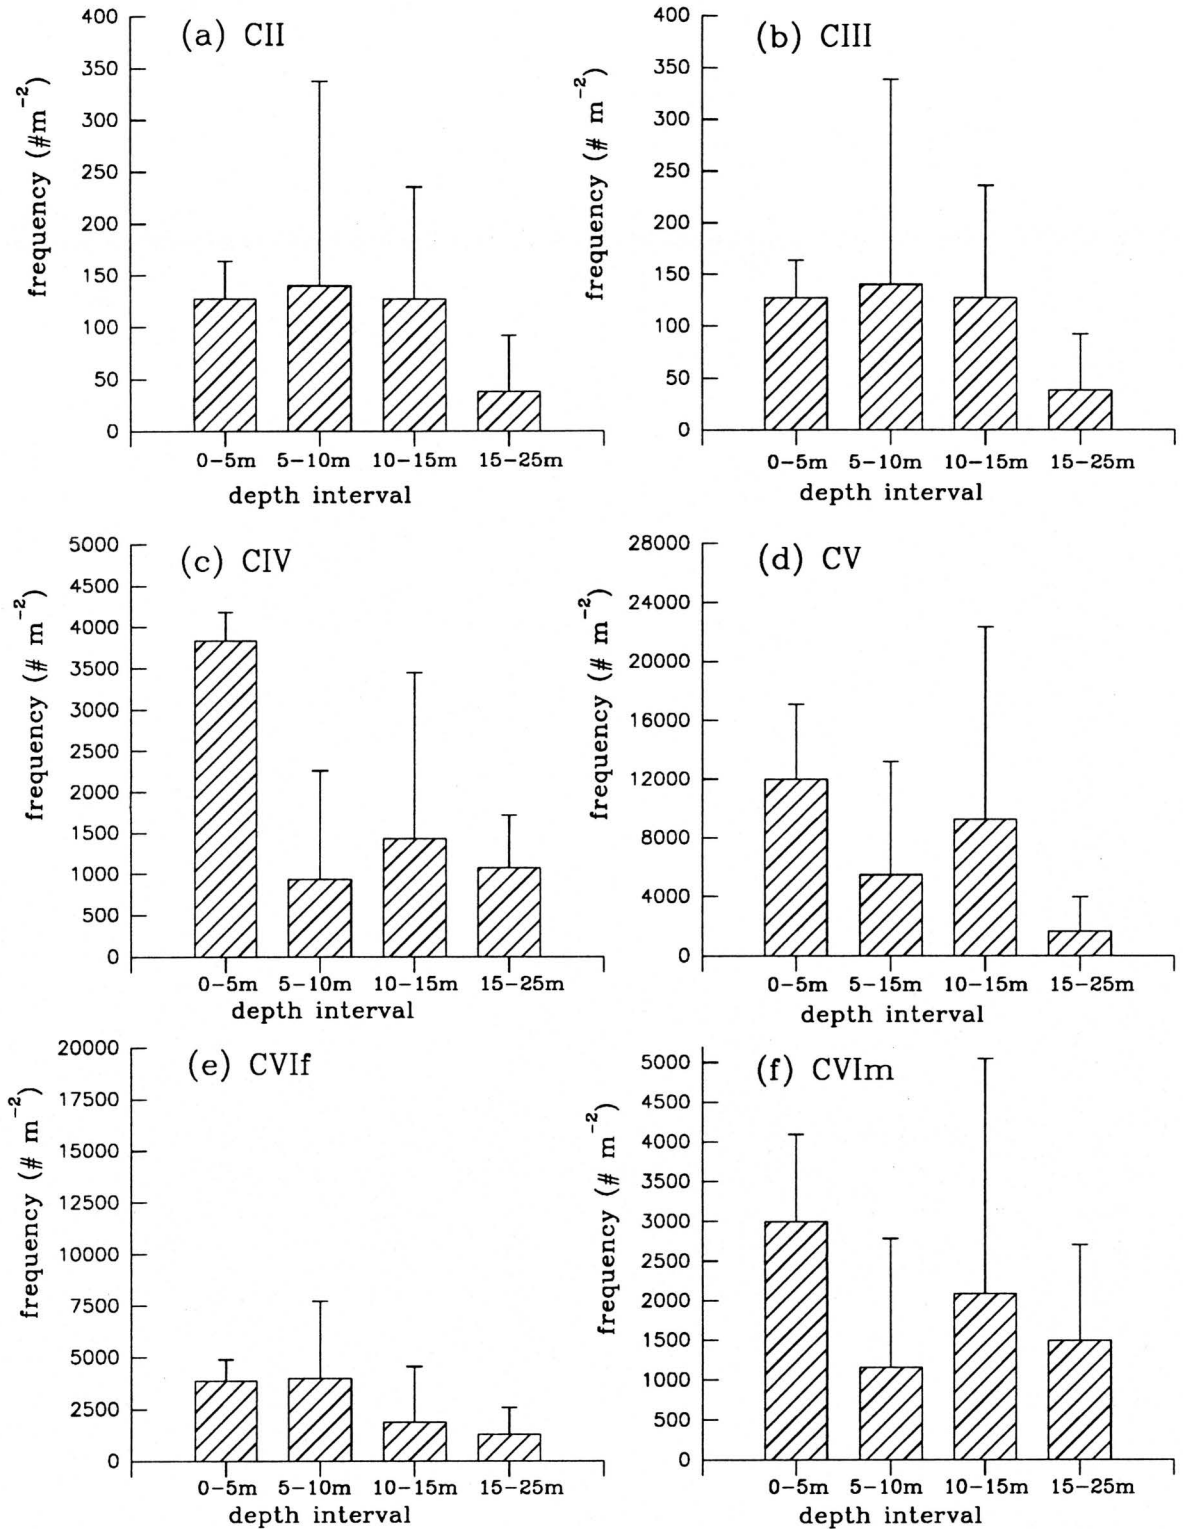 (a) CII
frequency (#m⁻²)
400
350
300
250
200
150
100
50
0
0-5m 5-10m 10-15m 15-25m
depth interval
(b) CIII
frequency (# m⁻²)
400
350
300
250
200
150
100
50
0
0-5m 5-10m 10-15m 15-25m
depth interval
(c) CIV
frequency (# m⁻²)
5000
4500
4000
3500
3000
2500
2000
1500
1000
500
0
0-5m 5-10m 10-15m 15-25m
depth interval
(d) CV
frequency (# m⁻²)
28000
24000
20000
16000
12000
8000
4000
0
0-5m 5-15m 10-15m 15-25m
depth interval
(e) CVIf
frequency (# m⁻²)
20000
17500
15000
12500
10000
7500
5000
2500
0
0-5m 5-10m 10-15m 15-25m
depth interval
(f) CVIm
frequency (# m⁻²)
5000
4500
4000
3500
3000
2500
2000
1500
1000
500
0
0-5m 5-10m 10-15m 15-25m
depth interval